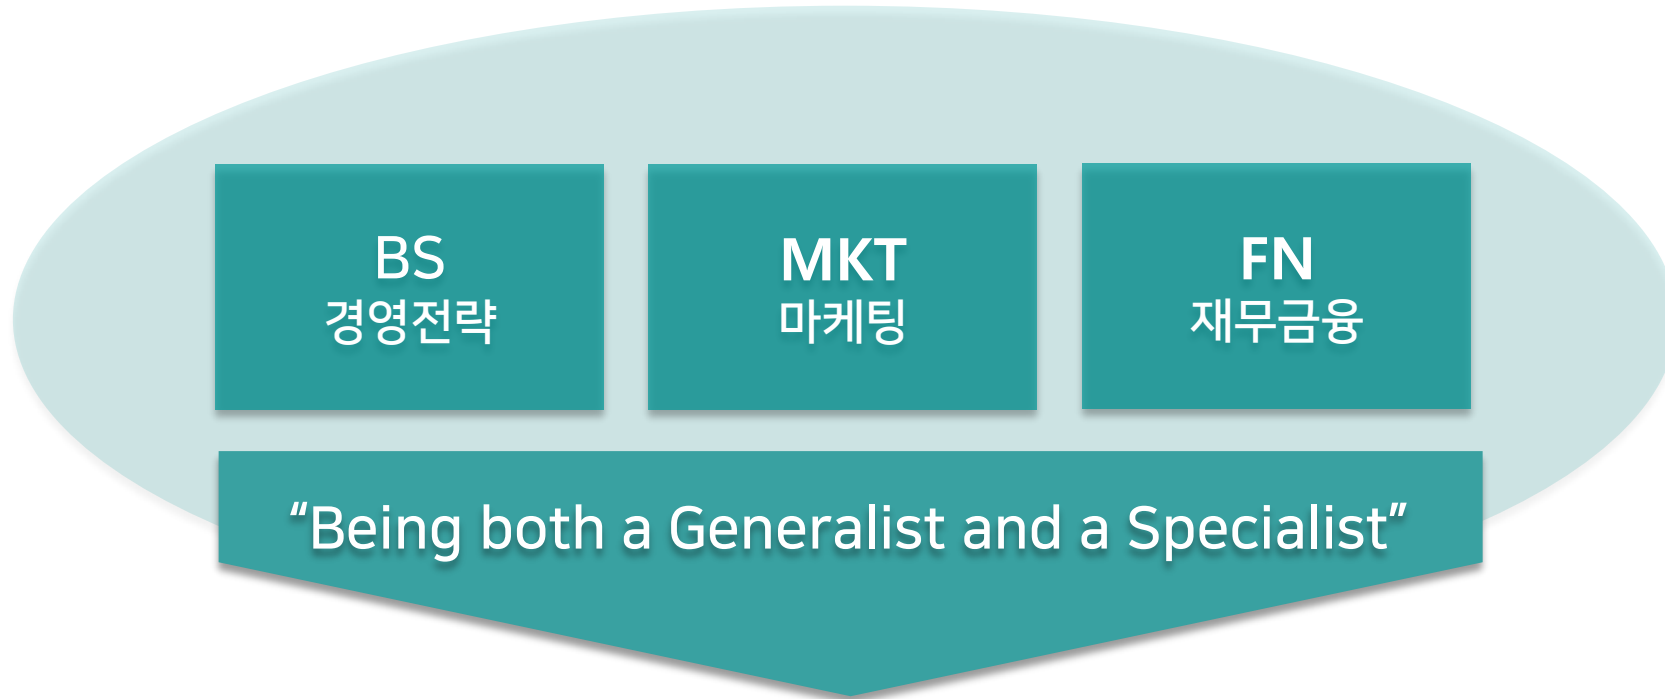 BS
경영전략
MKT
마케팅
FN
재무금융
“Being both a Generalist and a Specialist”